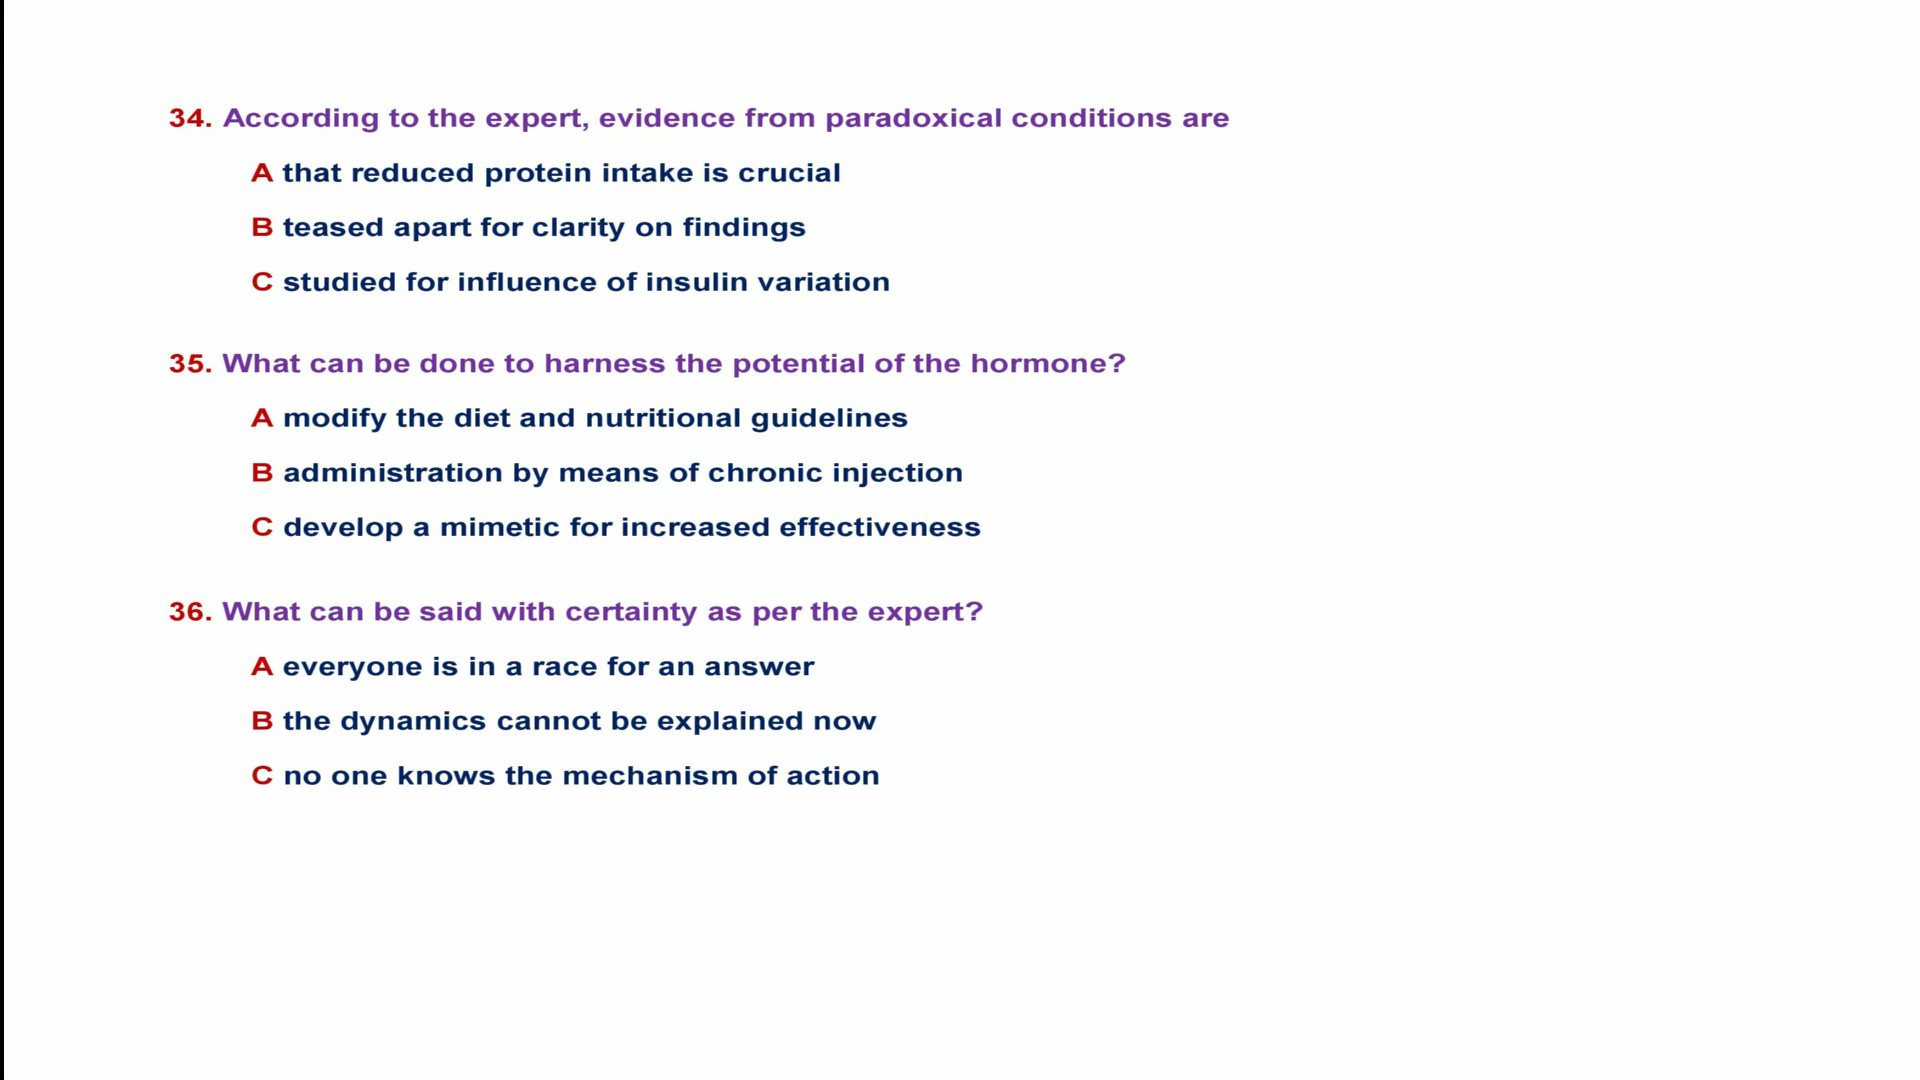 34. According to the expert, evidence from paradoxical conditions are
A that reduced protein intake is crucial
B teased apart for clarity on findings
C studied for influence of insulin variation
35. What can be done to harness the potential of the hormone?
A modify the diet and nutritional guidelines
B administration by means of chronic injection
C develop a mimetic for increased effectiveness
36. What can be said with certainty as per the expert?
A everyone is in a race for an answer
B the dynamics cannot be explained now
C no one knows the mechanism of action